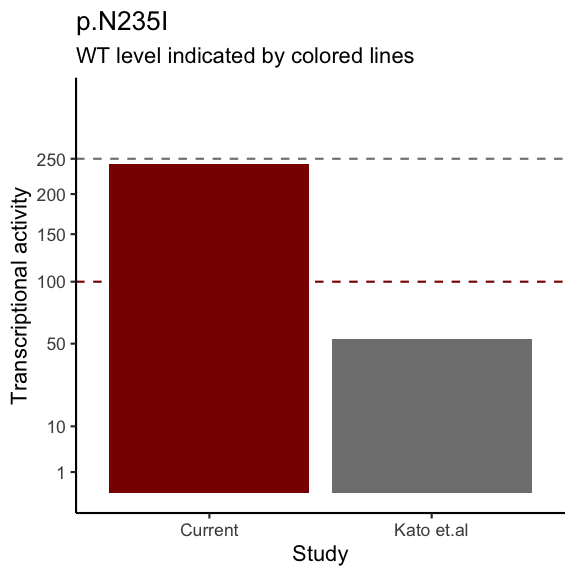 p.N235I
WT level indicated by colored lines
Transcriptional activity
250
200
150
100
50
10
1
Current
Kato et.al
Study